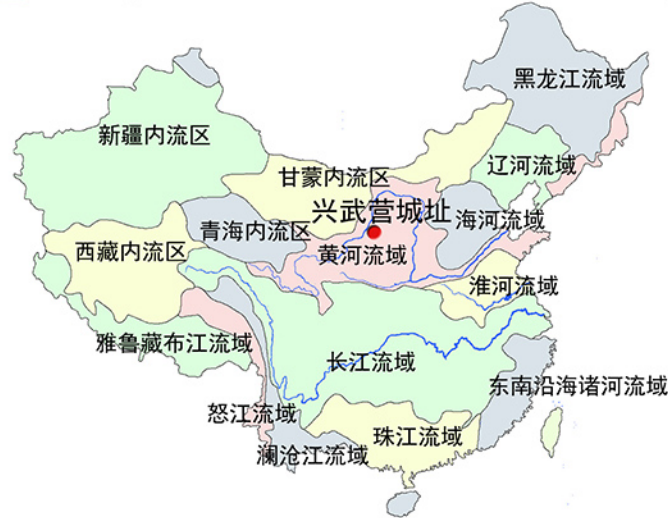 黑龙江流域
新疆内流区
辽河流域
甘蒙内流区
兴武营城址
海河流域
青海内流区
黄河流域
西藏内流区
淮河流域
雅鲁藏布江流域
长江流域
东南沿海诸河流域
怒江流域
珠江流域
澜沧江流域